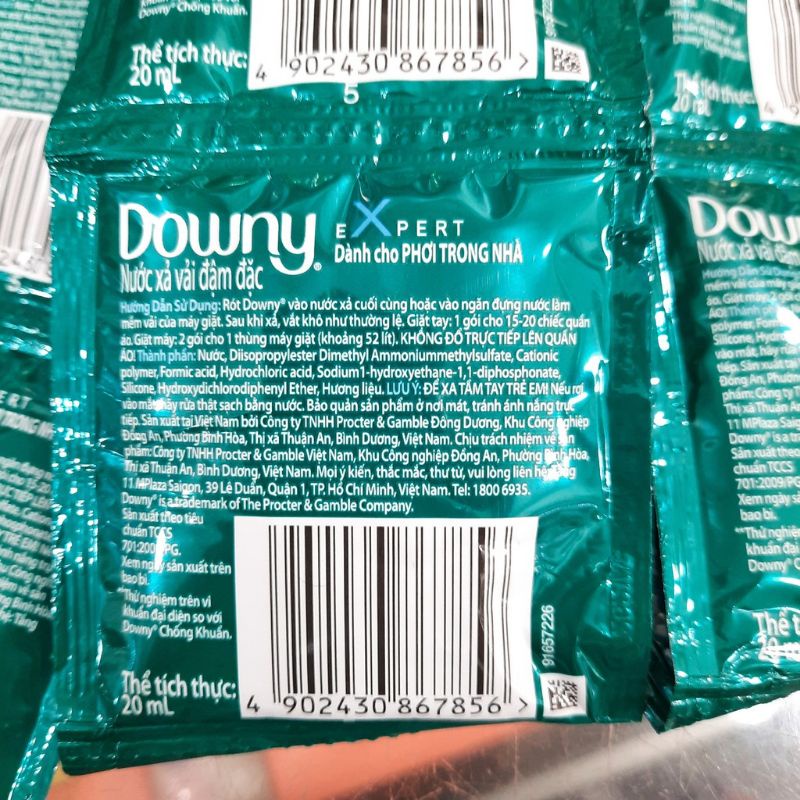 Downy® Chống Khuẩn.
Thể tích thực:
20 mL
4 902430 867856 >
5
Downy® EXPERT
Dành cho PHƠI TRONG NHÀ
Nước xả vải đậm đặc
Hướng Dẫn Sử Dụng: Rót Downy® vào nước xả cuối cùng hoặc vào ngăn đựng nước làm
mềm vải của máy giặt. Sau khi xả, vắt khô như thường lệ. Giặt tay: 1 gói cho 15-20 chiếc quần
áo. Giặt máy: 2 gói cho 1 thùng máy giặt (khoảng 52 lít). KHÔNG ĐỔ TRỰC TIẾP LÊN QUẦN
ÁO! Thành phần: Nước, Diisopropylester Dimethyl Ammoniummethylsulfate, Cationic
polymer, Formic acid, Hydrochloric acid, Sodium1-hydroxyethane-1,1-diphosphonate,
Silicone, Hydroxydichlorodiphenyl Ether, Hương liệu. LƯU Ý: ĐỂ XA TẦM TAY TRẺ EM! Nếu rơi
vào mắt, hãy rửa thật sạch bằng nước. Bảo quản sản phẩm ở nơi mát, tránh ánh nắng trực
tiếp. Sản xuất tại Việt Nam bởi Công ty TNHH Procter & Gamble Đông Dương, Khu Công nghiệp
Đồng An, Phường Bình Hòa, Thị xã Thuận An, Bình Dương, Việt Nam. Chịu trách nhiệm về sản
phẩm: Công ty TNHH Procter & Gamble Việt Nam, Khu Công nghiệp Đồng An, Phường Bình Hòa,
Thị xã Thuận An, Bình Dương, Việt Nam. Mọi ý kiến, thắc mắc, thư từ, vui lòng liên hệ: Tầng
11 MPlaza Saigon, 39 Lê Duẩn, Quận 1, TP. Hồ Chí Minh, Việt Nam. Tel: 1800 6935.
Downy® is a trademark of The Procter & Gamble Company.
Sản xuất theo tiêu
chuẩn TCCS
701:2009/PG.
Xem ngày sản xuất trên
bao bì.
*Thử nghiệm trên vi
khuẩn đại diện so với
Downy® Chống Khuẩn.
Thể tích thực:
20 mL
4 902430 867856 >
91657226